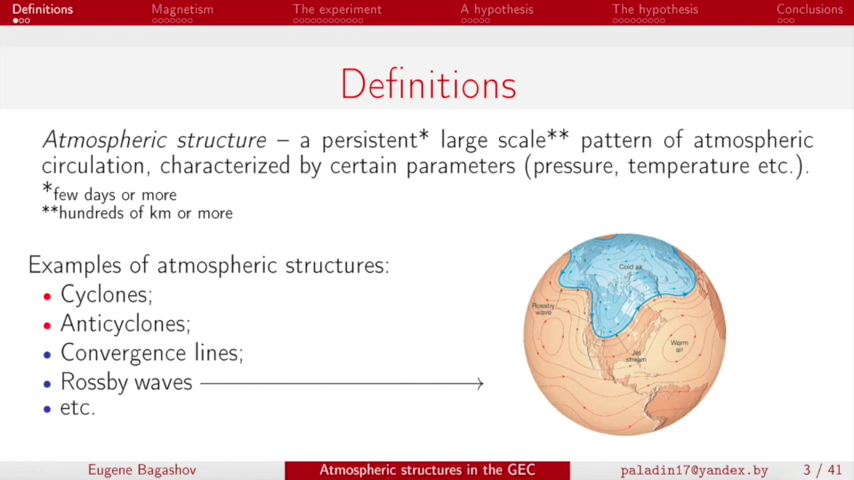 Definitions Magnetism The experiment A hypothesis The hypothesis Conclusions
Definitions
Atmospheric structure – a persistent* large scale** pattern of atmospheric
circulation, characterized by certain parameters (pressure, temperature etc.).
*few days or more
**hundreds of km or more
Examples of atmospheric structures:
• Cyclones;
• Anticyclones;
• Convergence lines;
• Rossby waves
• etc.
Cold air
Rossby
wave
Jet
stream
Warm
air
Eugene Bagashov Atmospheric structures in the GEC paladin17@yandex.by 3 / 41